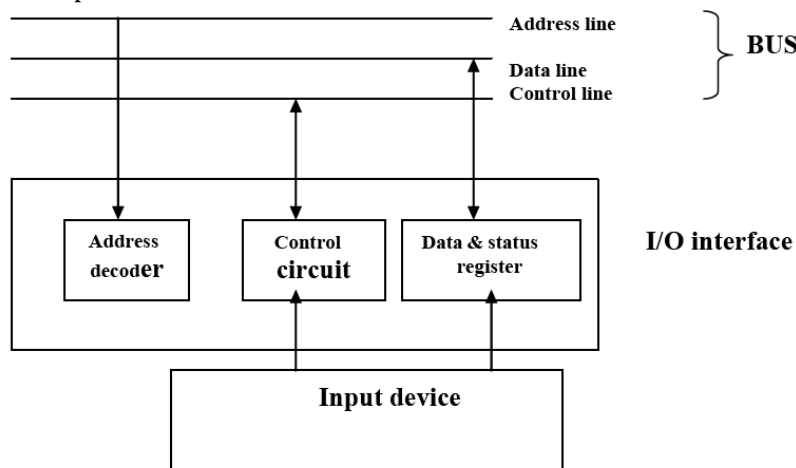 Address line
BUS
Data line
Control line
Address
decoder
Control
circuit
Data & status
register
I/O interface
Input device